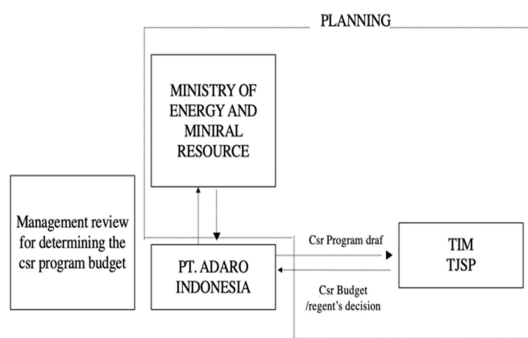 PLANNING
MINISTRY OF
ENERGY AND
MINIRAL
RESOURCE
Management review
for determining the
csr program budget
PT. ADARO
INDONESIA
Csr Program draf
Csr Budget
/regent's decision
TIM
TJSP